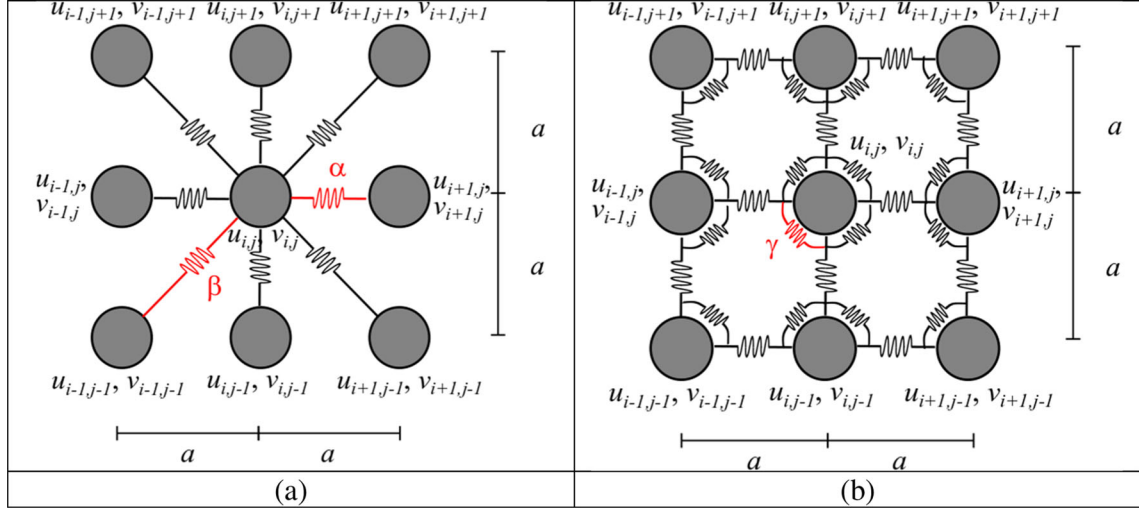 u_{i-1,j+1}, v_{i-1,j+1} u_{i,j+1}, v_{i,j+1} u_{i+1,j+1}, v_{i+1,j+1}
a
α
u_{i-1,j},
v_{i-1,j}
u_{i+1,j},
v_{i+1,j}
u_{i,j}, v_{i,j}
β
a
u_{i-1,j-1}, v_{i-1,j-1} u_{i,j-1}, v_{i,j-1} u_{i+1,j-1}, v_{i+1,j-1}
a a
(a)
u_{i-1,j+1}, v_{i-1,j+1} u_{i,j+1}, v_{i,j+1} u_{i+1,j+1}, v_{i+1,j+1}
a
u_{i,j}, v_{i,j}
u_{i-1,j},
v_{i-1,j}
u_{i+1,j},
v_{i+1,j}
γ
a
u_{i-1,j-1}, v_{i-1,j-1} u_{i,j-1}, v_{i,j-1} u_{i+1,j-1}, v_{i+1,j-1}
a a
(b)